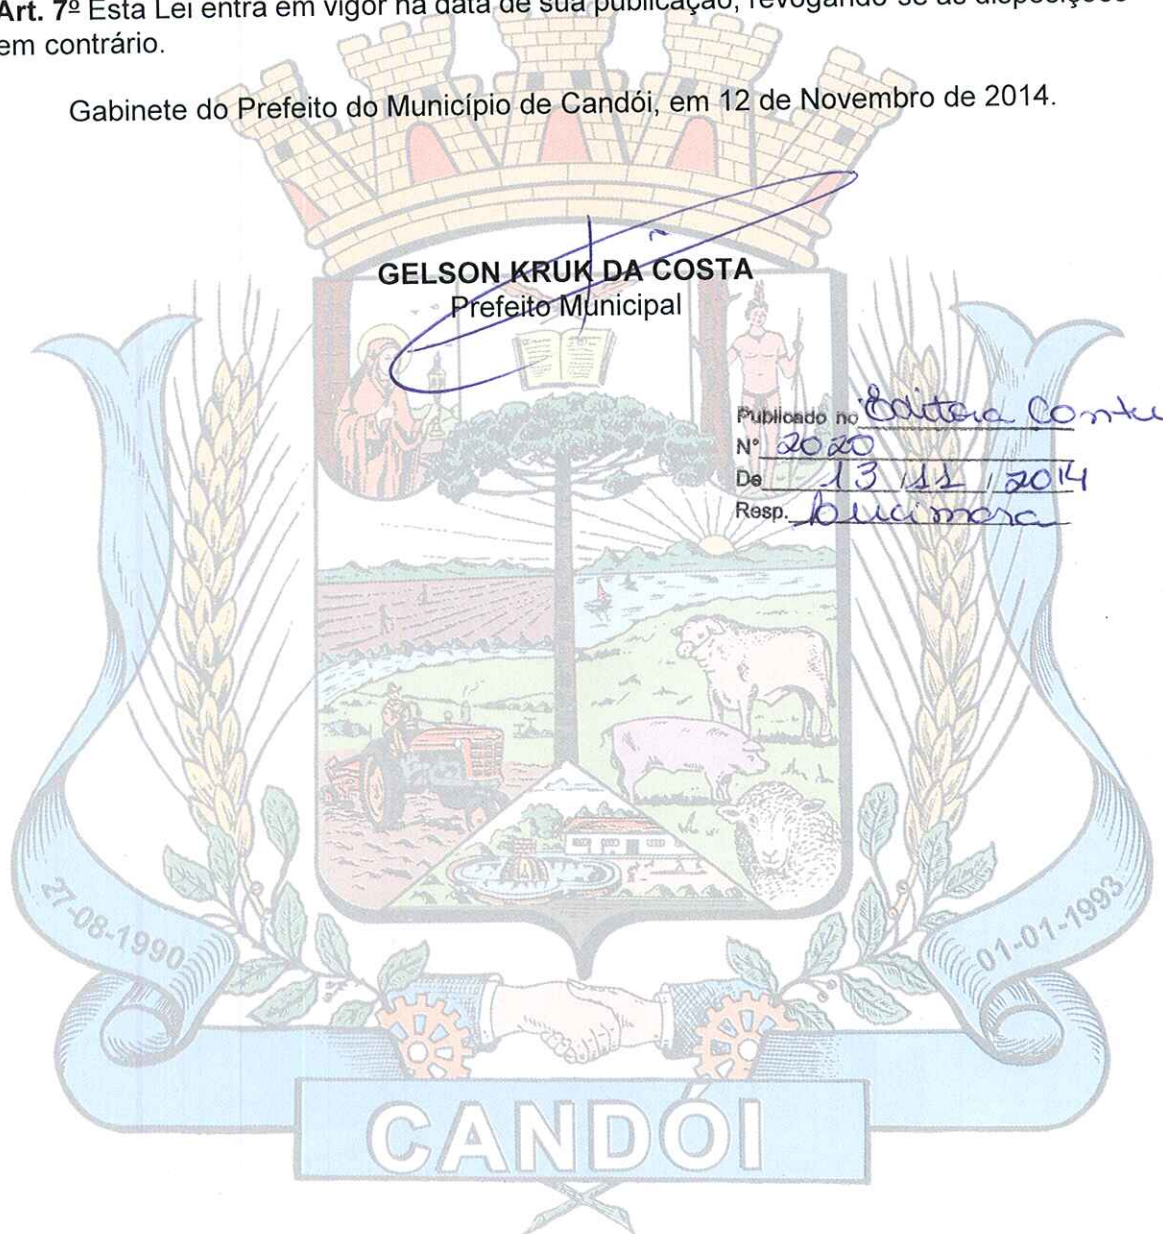 Art. 7º Esta Lei entra em vigor na data de sua publicação, revogando-se as disposições
em contrário.
Gabinete do Prefeito do Município de Candói, em 12 de Novembro de 2014.
GELSON KRUK DA COSTA
Prefeito Municipal
Publicado no Editora
Nº 2020
De 13 / 11 / 2014
Resp. Lucimara
27-08-1990
01-01-1993
CANDÓI